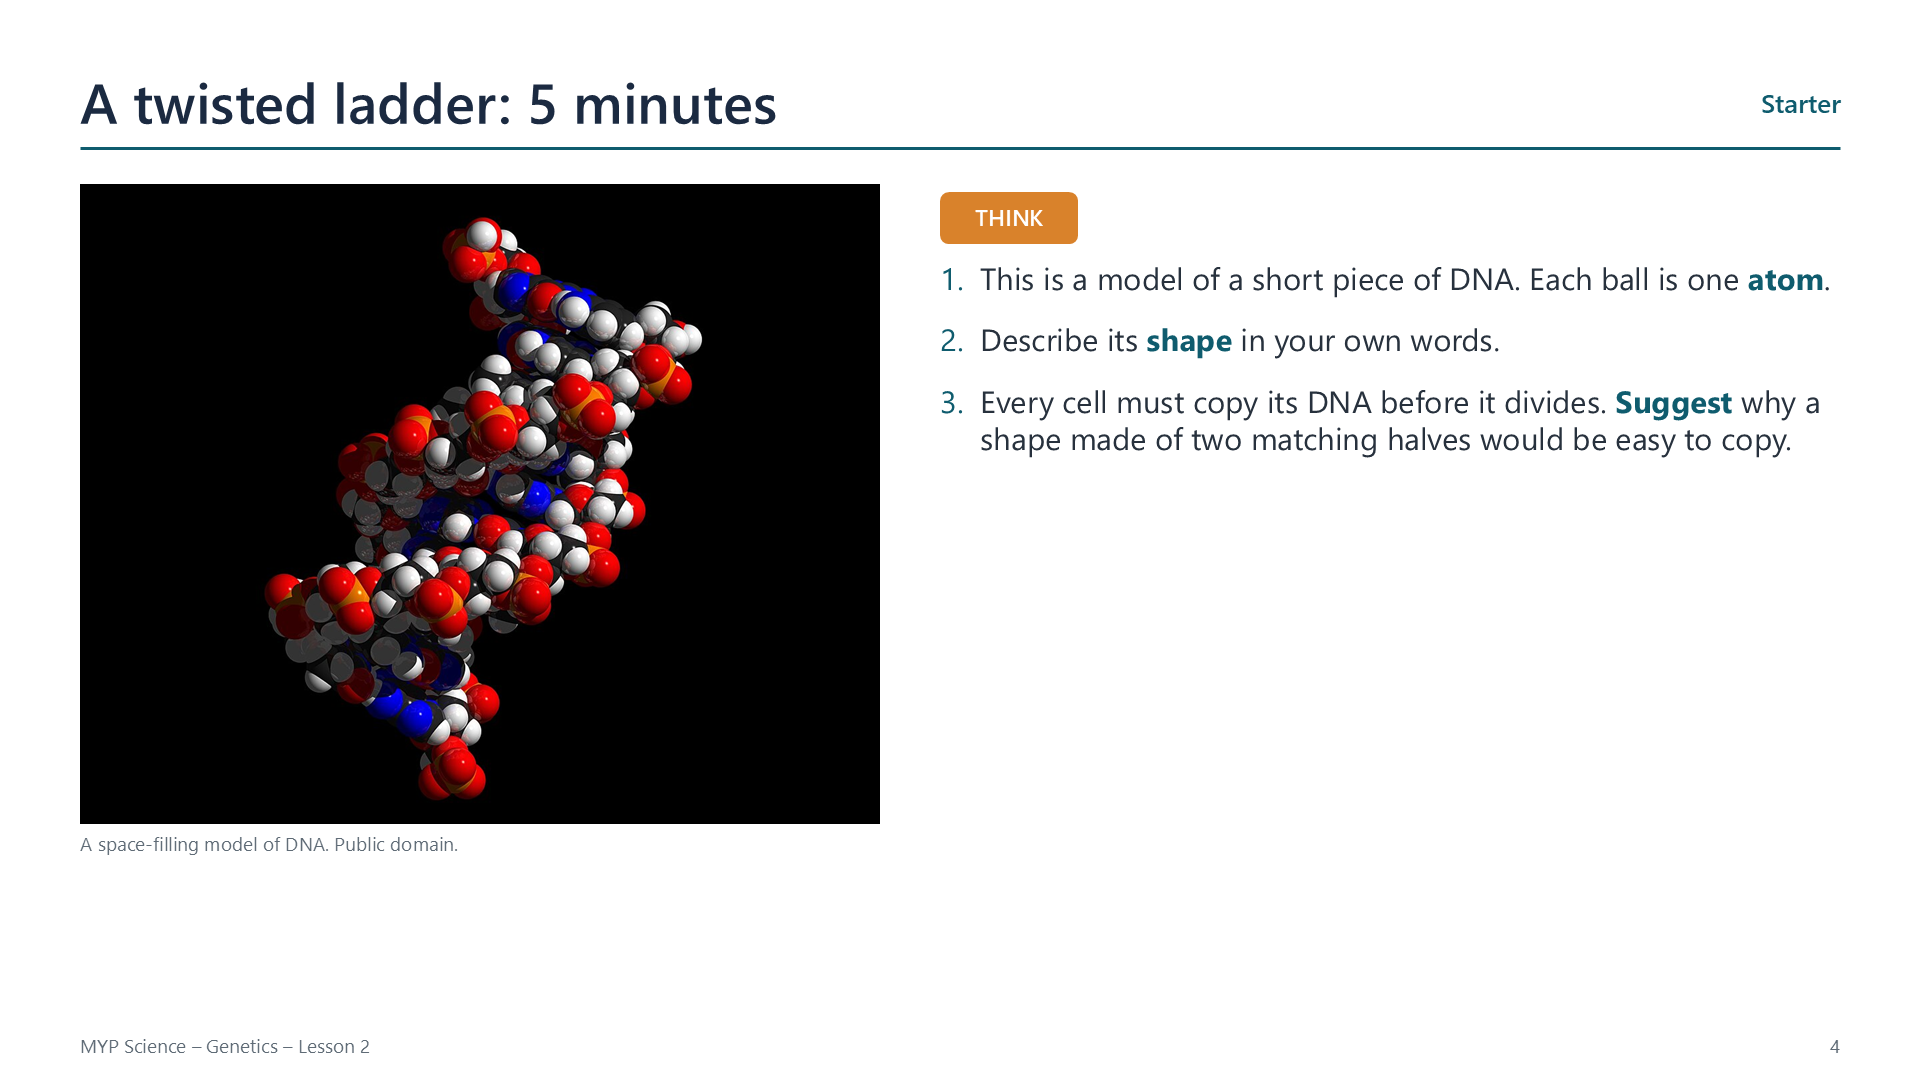 A twisted ladder: 5 minutes
Starter
THINK
1. This is a model of a short piece of DNA. Each ball is one atom.
2. Describe its shape in your own words.
3. Every cell must copy its DNA before it divides. Suggest why a
shape made of two matching halves would be easy to copy.
A space-filling model of DNA. Public domain.
MYP Science – Genetics – Lesson 2
4